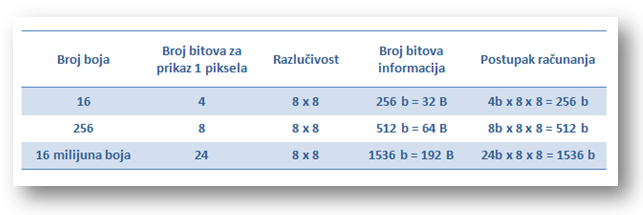 Broj boja | Broj bitova za prikaz 1 piksela | Razlučivost | Broj bitova informacija | Postupak računanja
16 | 4 | 8 x 8 | 256 b = 32 B | 4b x 8 x 8 = 256 b
256 | 8 | 8 x 8 | 512 b = 64 B | 8b x 8 x 8 = 512 b
16 milijuna boja | 24 | 8 x 8 | 1536 b = 192 B | 24b x 8 x 8 = 1536 b